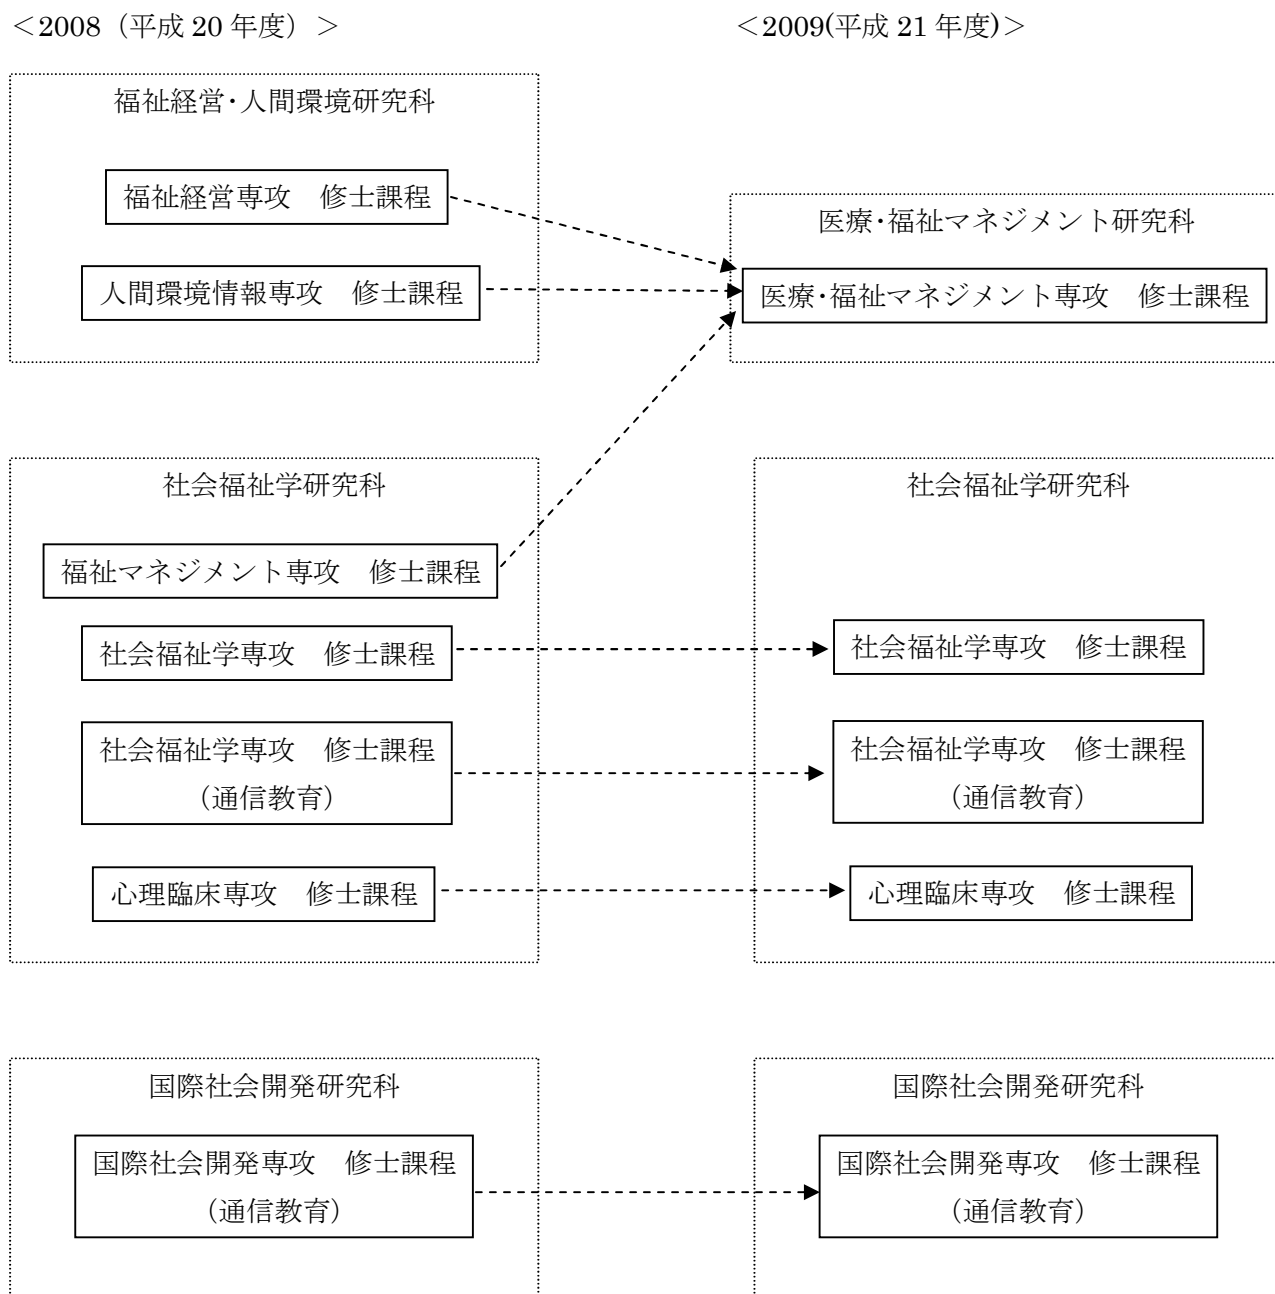 ＜2008（平成 20 年度）＞
＜2009(平成 21 年度)＞
福祉経営･人間環境研究科
福祉経営専攻　修士課程
人間環境情報専攻　修士課程
医療･福祉マネジメント研究科
医療･福祉マネジメント専攻　修士課程
社会福祉学研究科
福祉マネジメント専攻　修士課程
社会福祉学専攻　修士課程
社会福祉学専攻　修士課程
（通信教育）
心理臨床専攻　修士課程
社会福祉学研究科
社会福祉学専攻　修士課程
社会福祉学専攻　修士課程
（通信教育）
心理臨床専攻　修士課程
国際社会開発研究科
国際社会開発専攻　修士課程
（通信教育）
国際社会開発研究科
国際社会開発専攻　修士課程
（通信教育）